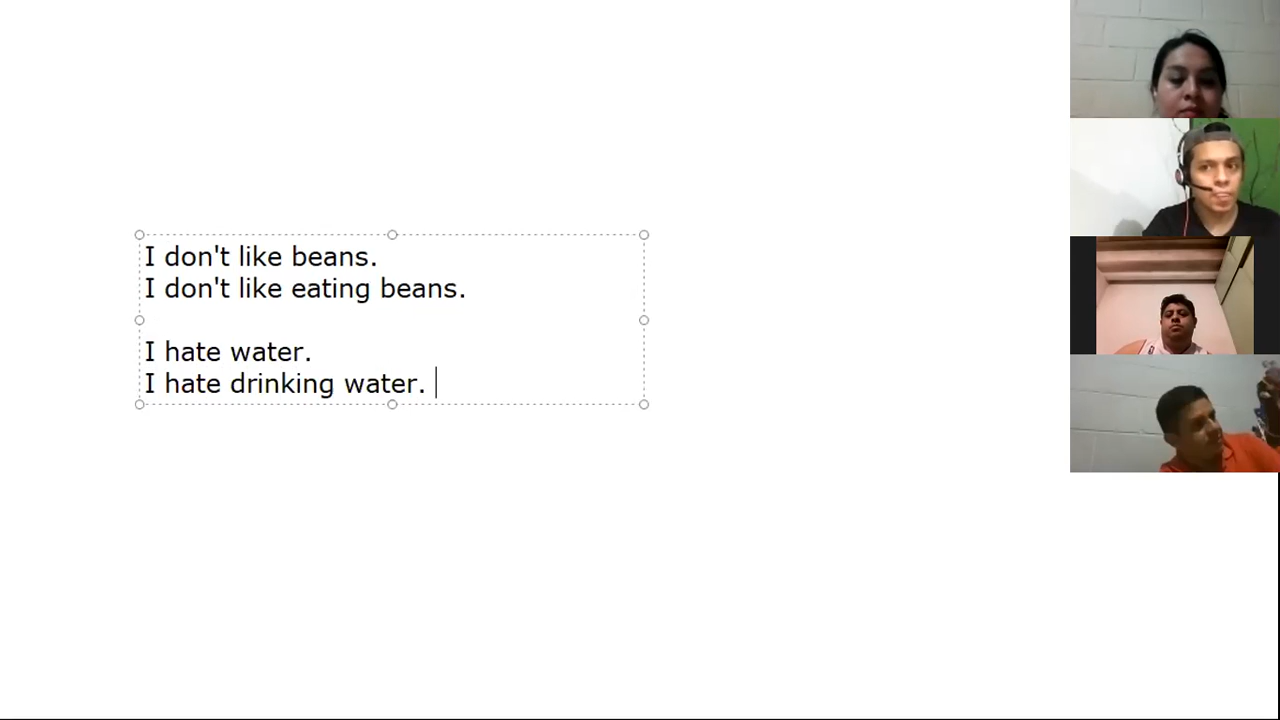 I don't like beans.
I don't like eating beans.
I hate water.
I hate drinking water.